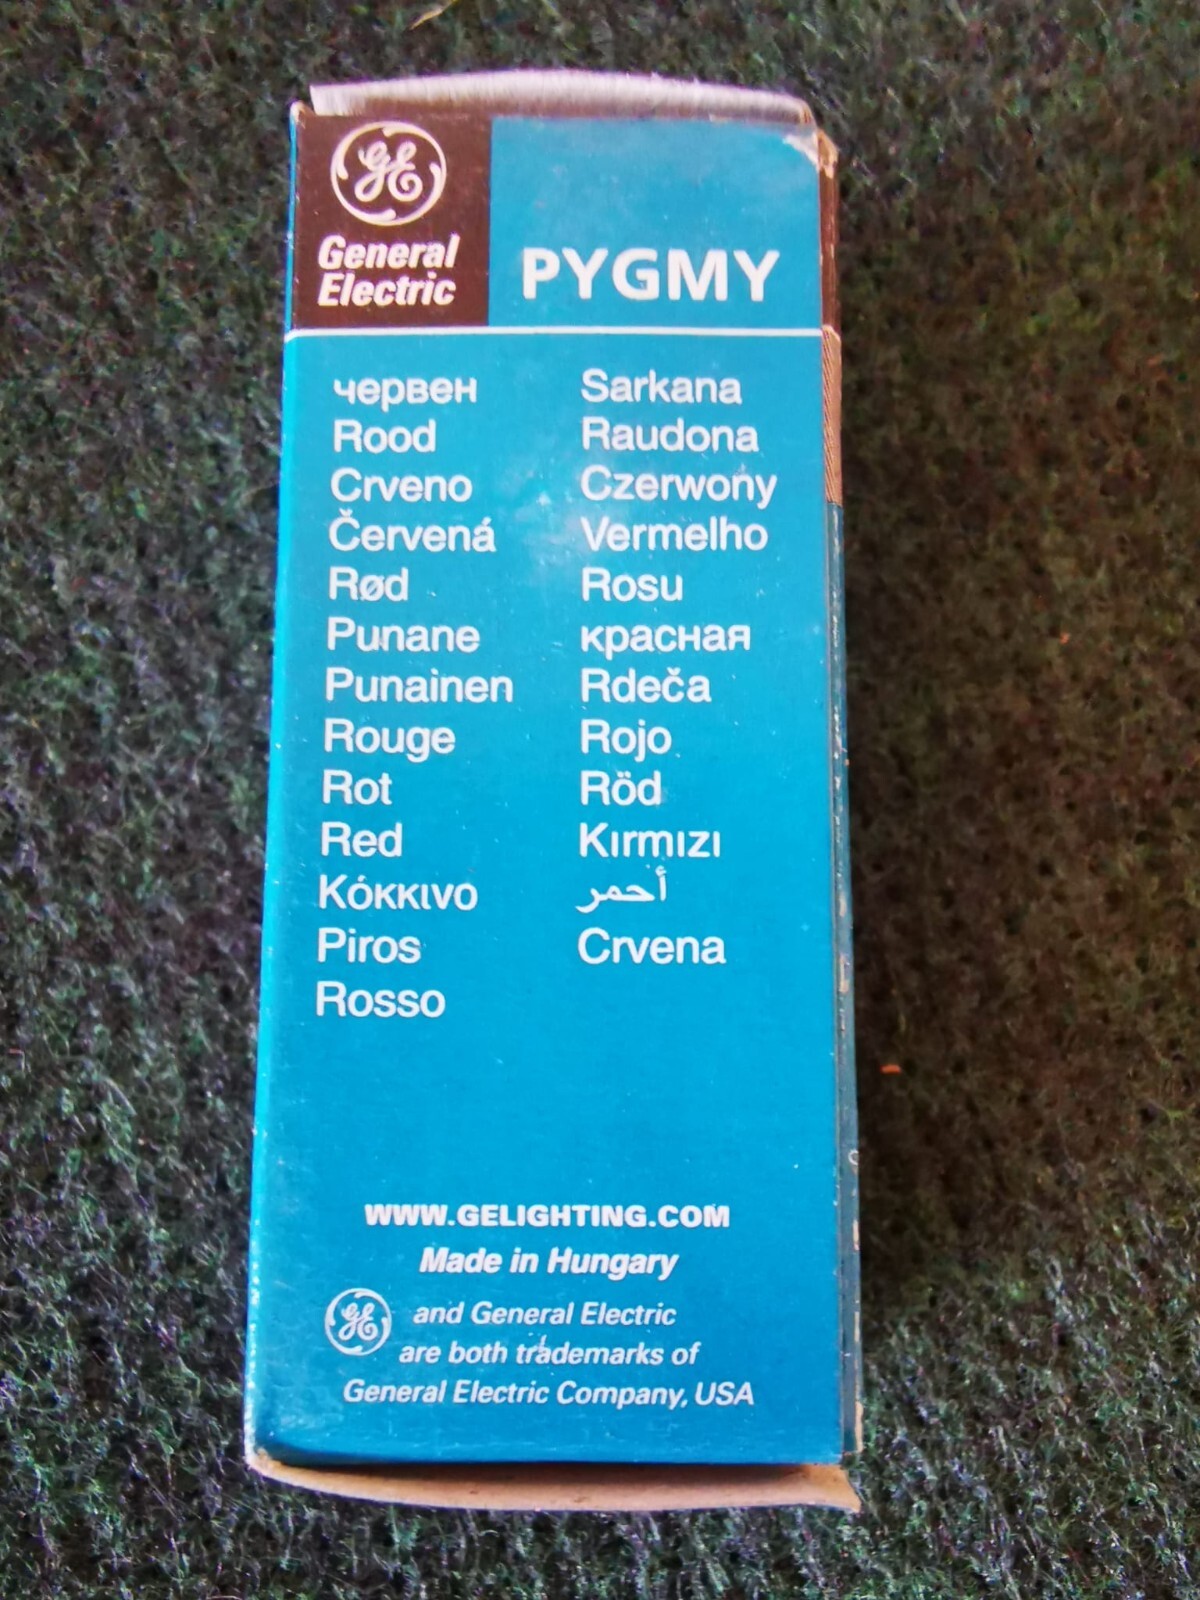 GE
General
Electric
PYGMY
червен
Rood
Crveno
Červená
Rød
Punane
Punainen
Rouge
Rot
Red
Κόκκινο
Piros
Rosso
Sarkana
Raudona
Czerwony
Vermelho
Rosu
красная
Rdeča
Rojo
Röd
Kırmızı
أحمر
Crvena
WWW.GELIGHTING.COM
Made in Hungary
GE and General Electric
are both trademarks of
General Electric Company, USA